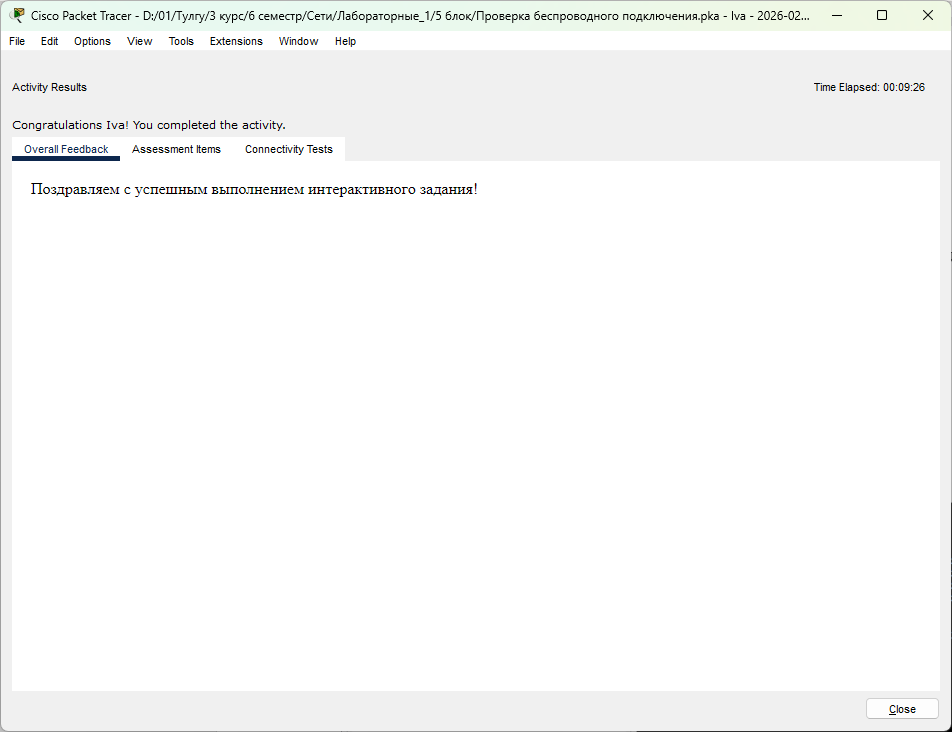 Cisco Packet Tracer - D:/01/Тулгу/3 курс/6 семестр/Сети/Лабораторные_1/5 блок/Проверка беспроводного подключения.pka - Iva - 2026-02...
File Edit Options View Tools Extensions Window Help
Activity Results Time Elapsed: 00:09:26
Congratulations Iva! You completed the activity.
Overall Feedback Assessment Items Connectivity Tests
Поздравляем с успешным выполнением интерактивного задания!
Close